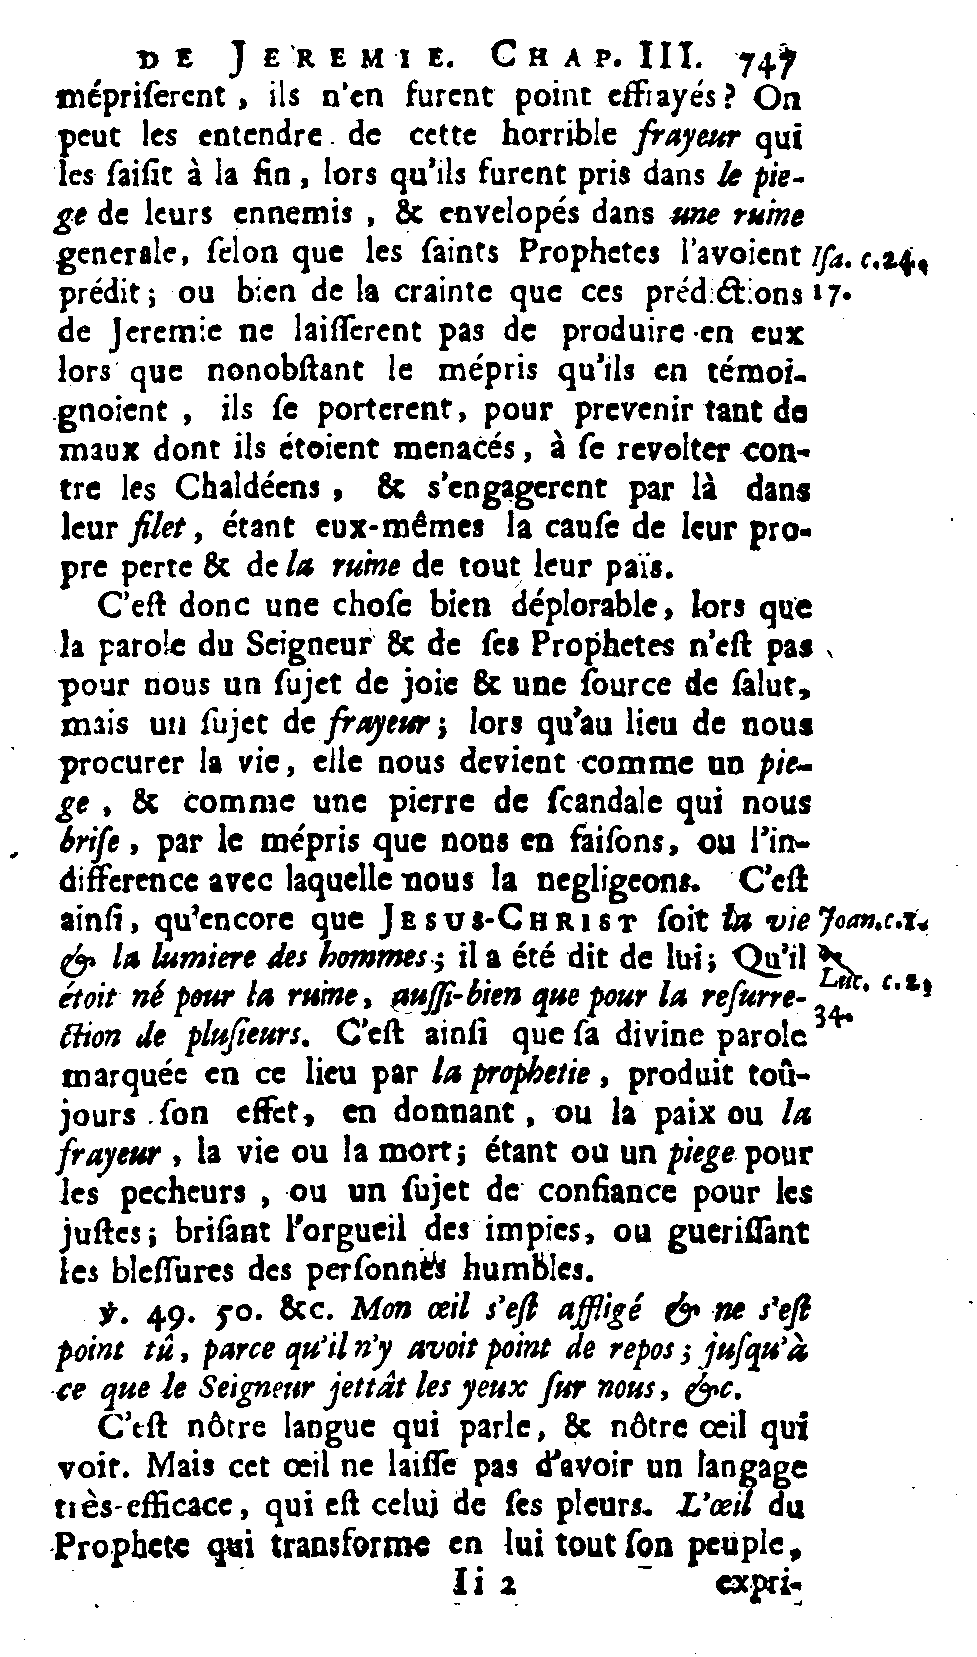 DE JEREMIE. CHAP. III. 747
mépriſerent, ils n'en furent point effrayés? On
peut les entendre de cette horrible frayeur qui
les ſaiſit à la fin, lors qu'ils furent pris dans le pie-
ge de leurs ennemis, & envelopés dans une ruine
generale, ſelon que les ſaints Prophetes l'avoient Iſa. c. 24.
prédit; ou bien de la crainte que ces prédictions 17.
de Jeremie ne laiſſerent pas de produire en eux
lors que nonobſtant le mépris qu'ils en témoi-
gnoient, ils ſe porterent, pour prevenir tant de
maux dont ils étoient menacés, à ſe revolter con-
tre les Chaldéens, & s'engagerent par là dans
leur filet, étant eux-mêmes la cauſe de leur pro-
pre perte & de la ruine de tout leur païs.
C'eſt donc une choſe bien déplorable, lors que
la parole du Seigneur & de ſes Prophetes n'eſt pas
pour nous un ſujet de joie & une ſource de ſalut,
mais un ſujet de frayeur; lors qu'au lieu de nous
procurer la vie, elle nous devient comme un pie-
ge, & comme une pierre de ſcandale qui nous
briſe, par le mépris que nous en faiſons, ou l'in-
difference avec laquelle nous la negligeons. C'eſt
ainſi, qu'encore que JESUS-CHRIST ſoit la vie Joan. c. 1.
& la lumiere des hommes; il a été dit de lui; Qu'il 4.
étoit né pour la ruine, auſſi-bien que pour la reſurre- Luc. c. 2.
ction de pluſieurs. C'eſt ainſi que ſa divine parole 34.
marquée en ce lieu par la prophetie, produit toû-
jours ſon effet, en donnant, ou la paix ou la
frayeur, la vie ou la mort; étant ou un piege pour
les pecheurs, ou un ſujet de confiance pour les
juſtes; briſant l'orgueil des impies, ou gueriſſant
les bleſſures des perſonnes humbles.
℣. 49. 50. &c. Mon œil s'eſt affligé & ne s'eſt
point tû, parce qu'il n'y avoit point de repos; juſqu'à
ce que le Seigneur jettât les yeux ſur nous, &c.
C'eſt nôtre langue qui parle, & nôtre œil qui
voit. Mais cet œil ne laiſſe pas d'avoir un langage
très-efficace, qui eſt celui de ſes pleurs. L'œil du
Prophete qui transforme en lui tout ſon peuple,
Ii 2 expri-